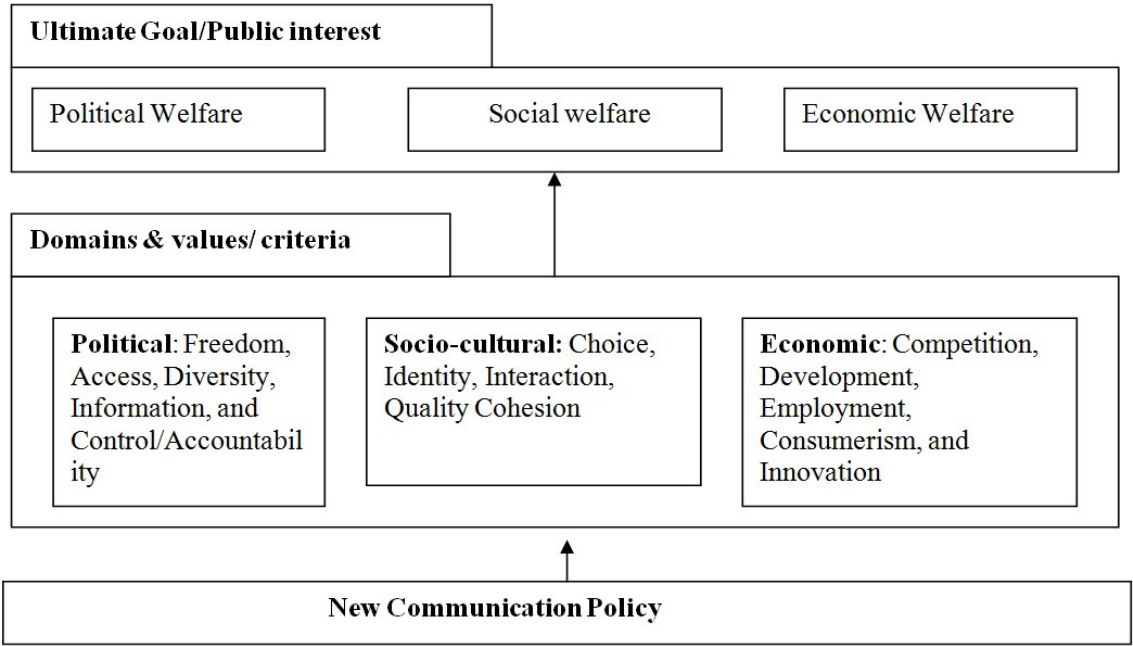 Ultimate Goal/Public interest
Political Welfare
Social welfare
Economic Welfare
Domains & values/ criteria
Political: Freedom,
Access, Diversity,
Information, and
Control/Accountabil
ity
Socio-cultural: Choice,
Identity, Interaction,
Quality Cohesion
Economic: Competition,
Development,
Employment,
Consumerism, and
Innovation
New Communication Policy